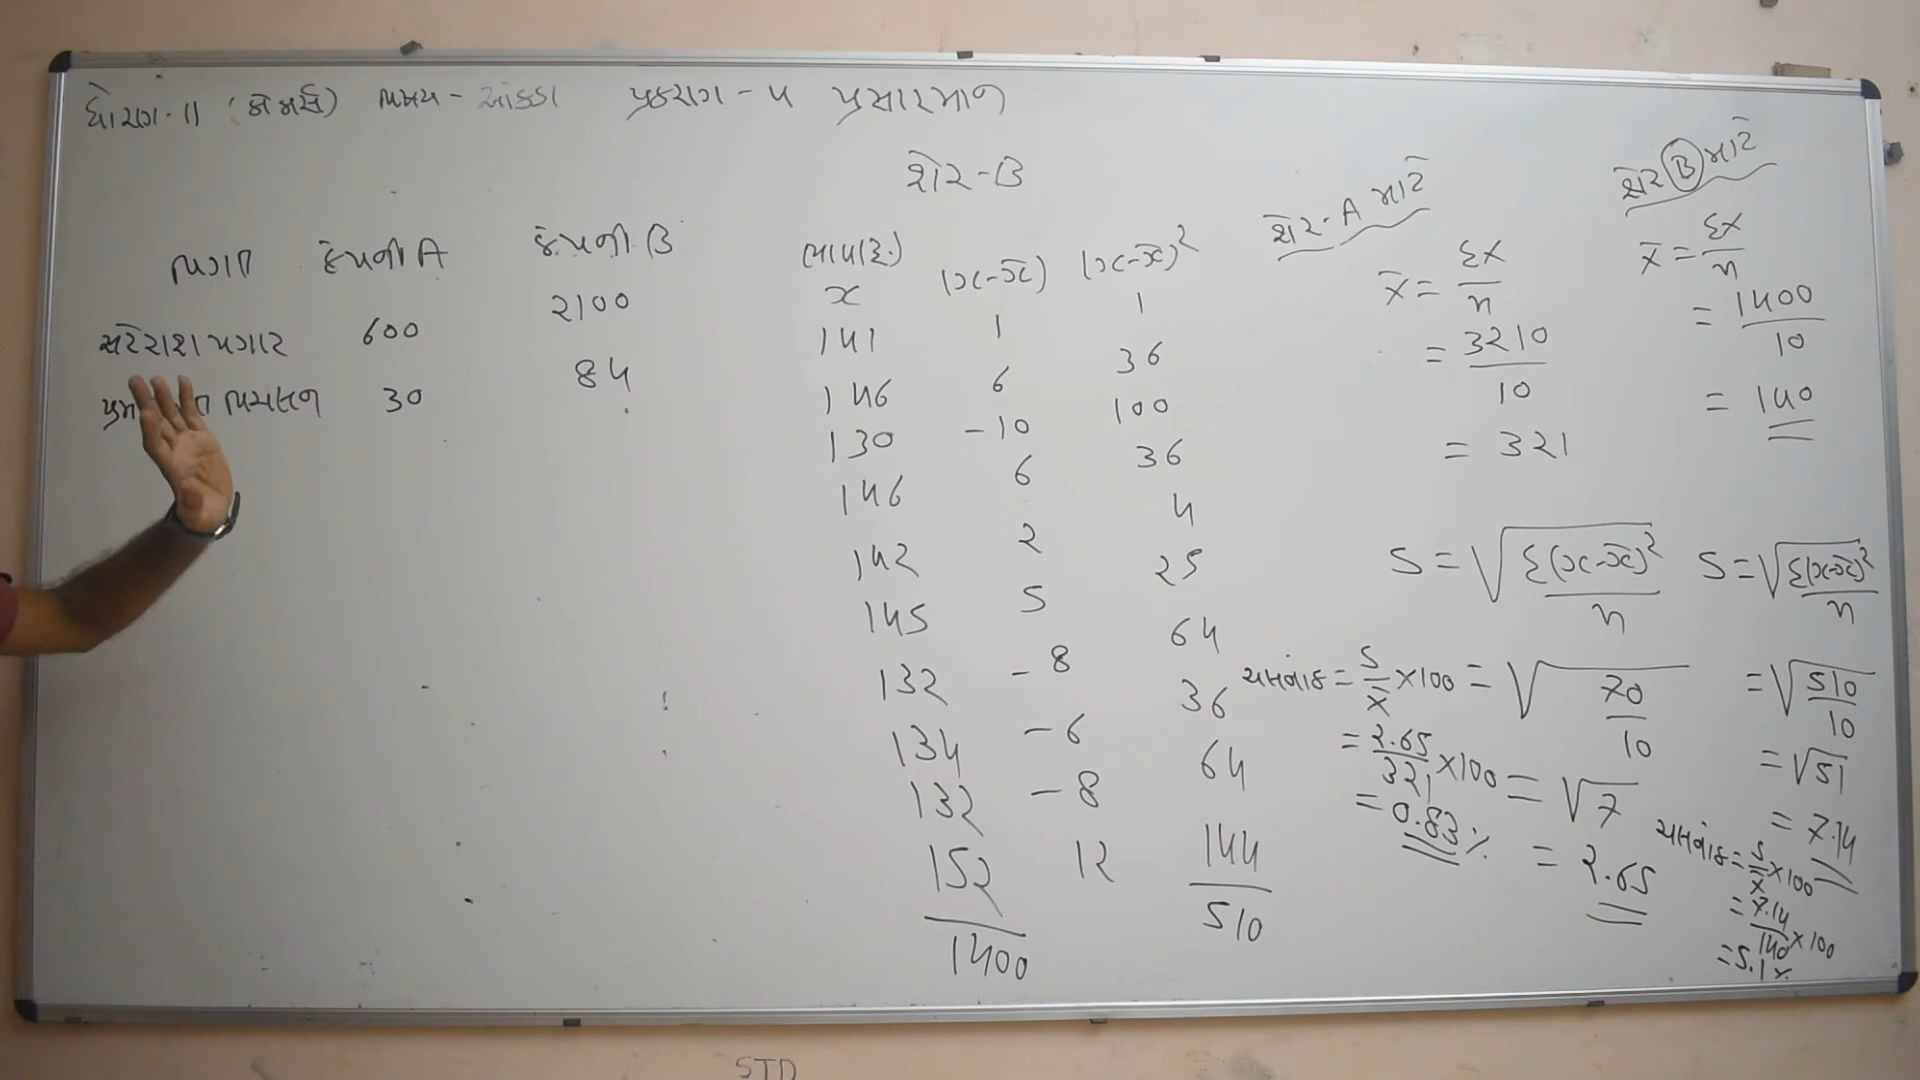 ધોરણ-11 (કોમર્સ) વિષય - આંકડા પ્રકરણ - 5 પ્રસારમાન
શેર-B
વિગત કંપની A કંપની B
સરેરાશ પગાર 600 2100
વિચલન 30 84
ભાવ(રૂ.)
x (x-x̄) (x-x̄)²
141 1 1
146 6 36
130 -10 100
146 6 36
142 2 4
145 5 25
132 -8 64
134 -6 36
132 -8 64
152 12 144
1400 510
શેર-A માટે
x̄ = Σx/n
= 3210/10
= 321
S = √(Σ(x-x̄)²/n)
= √(70/10)
= √7
= 2.65
ચલનાંક = S/x̄ × 100
= 2.65/321 × 100
= 0.83%
શેર B માટે
x̄ = Σx/n
= 1400/10
= 140
S = √(Σ(x-x̄)²/n)
= √(510/10)
= √51
= 7.14
ચલનાંક = S/x̄ × 100
= 7.14/140 × 100
= 5.1%
STD